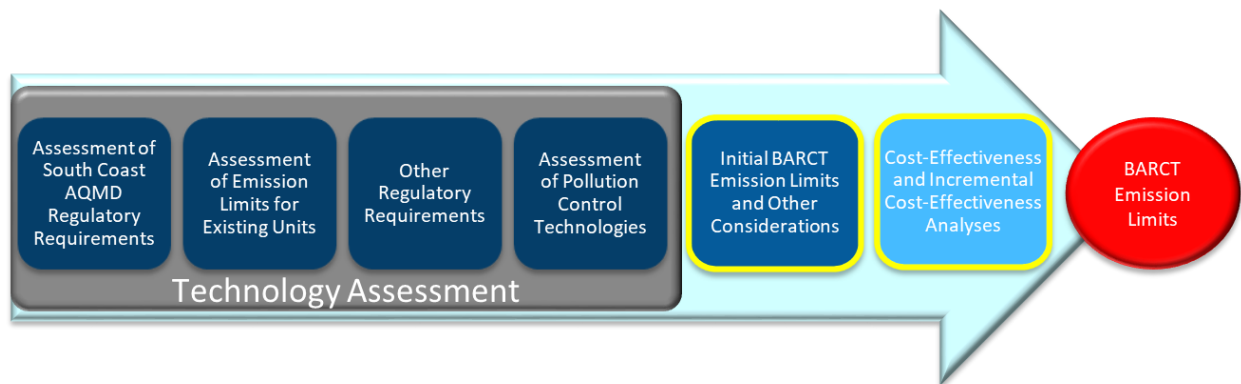 Assessment of
South Coast
AQMD
Regulatory
Requirements
Assessment
of Emission
Limits for
Existing Units
Other
Regulatory
Requirements
Assessment
of Pollution
Control
Technologies
Technology Assessment
Initial BARCT
Emission Limits
and Other
Considerations
Cost-Effectiveness
and Incremental
Cost-Effectiveness
Analyses
BARCT
Emission
Limits